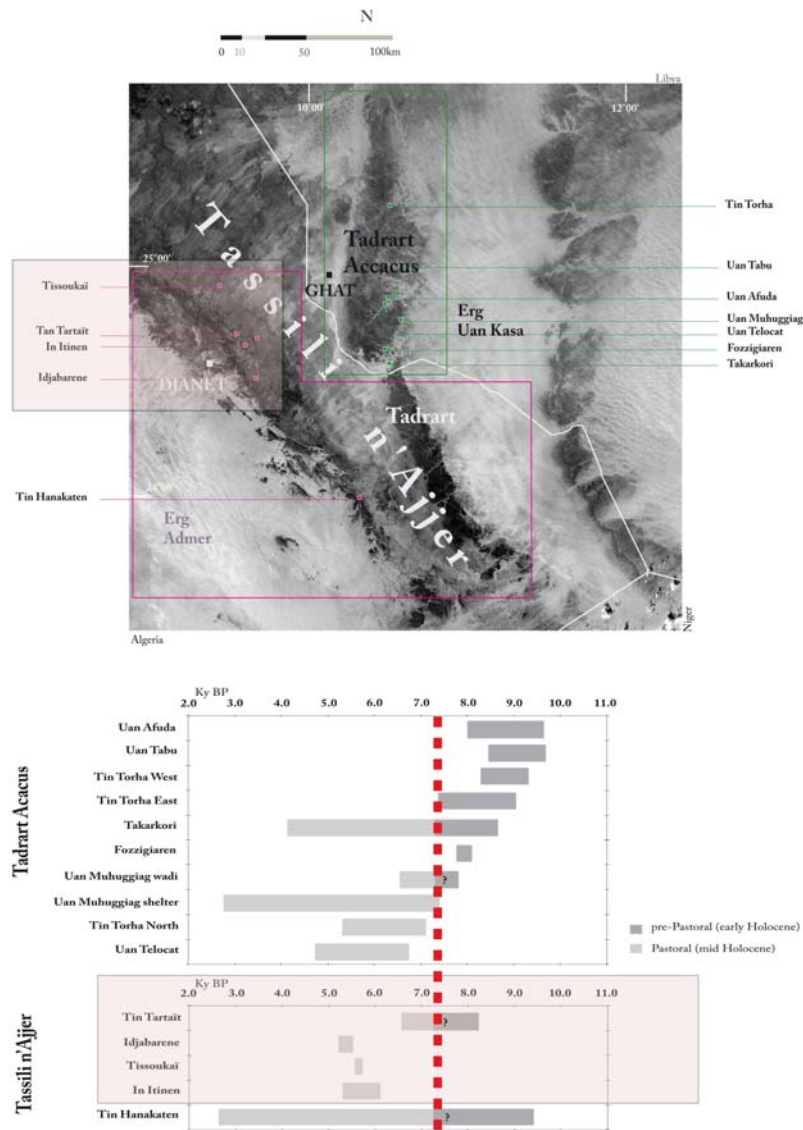 N
0 10 50 100km
Libya
10°00'
12°00'
Tin Torha
Tassili
Tadrart
Accacus
25°00'
Uan Tabu
Tissoukaï
GHAT
Uan Afuda
Erg
Uan Kasa
Uan Muhuggiag
Tan Tartaït
Uan Telocat
In Itinen
Fozzigiaren
DJANET
Takarkori
Idjabarene
Tadrart
n'Ajjer
Tin Hanakaten
24°00'
Erg
Admer
Algeria
Niger
Ky BP
2.0 3.0 4.0 5.0 6.0 7.0 8.0 9.0 10.0 11.0
Tadrart Acacus
Uan Afuda
Uan Tabu
Tin Torha West
Tin Torha East
Takarkori
Fozzigiaren
Uan Muhuggiag wadi ?
Uan Muhuggiag shelter
Tin Torha North
Uan Telocat
pre-Pastoral (early Holocene)
Pastoral (mid Holocene)
Ky BP
2.0 3.0 4.0 5.0 6.0 7.0 8.0 9.0 10.0 11.0
Tassili n'Ajjer
Tin Tartaït ?
Idjabarene
Tissoukaï
In Itinen
Tin Hanakaten ?